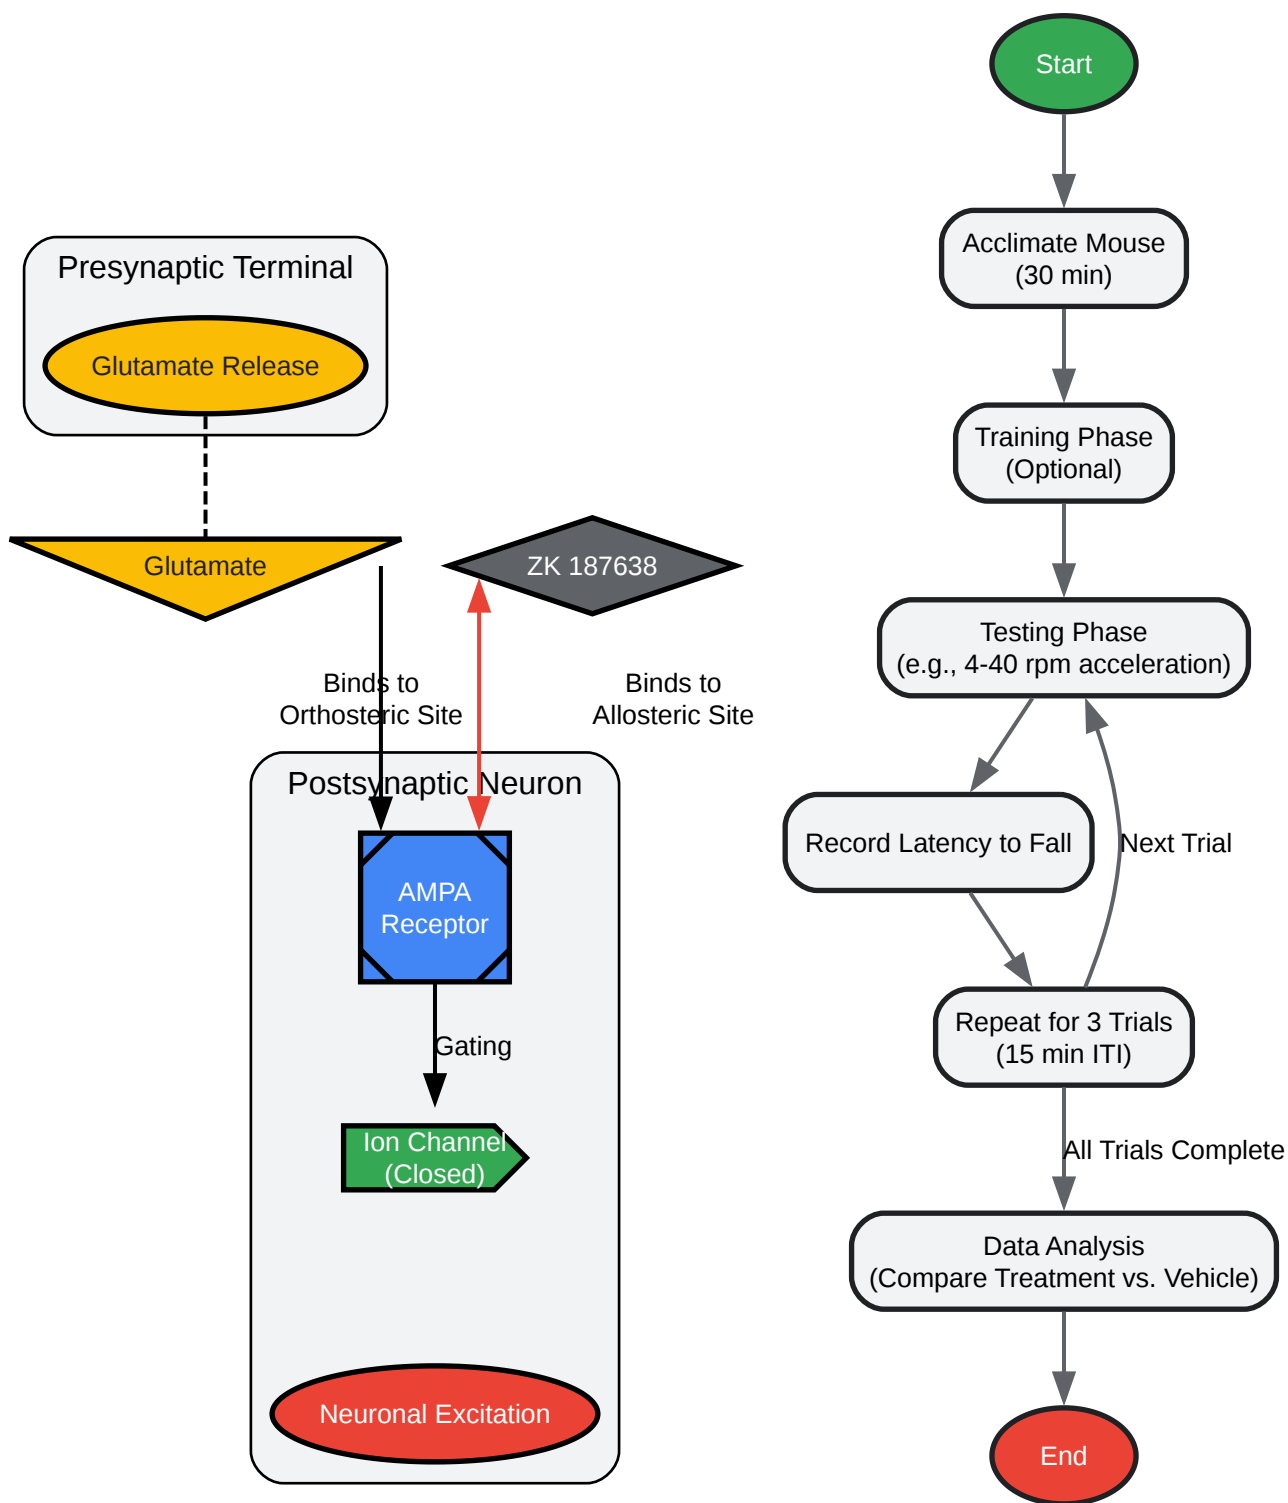 Presynaptic Terminal
Glutamate Release
Glutamate
ZK 187638
Binds to
Orthosteric Site
Binds to
Allosteric Site
Postsynaptic Neuron
AMPA
Receptor
Gating
Ion Channel
(Closed)
Neuronal Excitation
Start
Acclimate Mouse
(30 min)
Training Phase
(Optional)
Testing Phase
(e.g., 4-40 rpm acceleration)
Record Latency to Fall
Next Trial
Repeat for 3 Trials
(15 min ITI)
All Trials Complete
Data Analysis
(Compare Treatment vs. Vehicle)
End